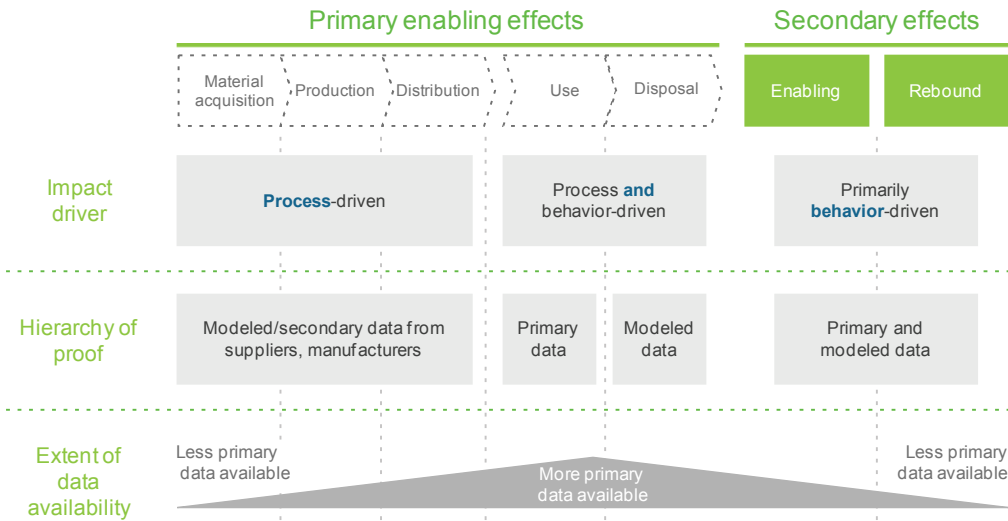 Primary enabling effects
Secondary effects
Material
acquisition
Production
Distribution
Use
Disposal
Enabling
Rebound
Impact
driver
Process-driven
Process and
behavior-driven
Primarily
behavior-driven
Hierarchy of
proof
Modeled/secondary data from
suppliers, manufacturers
Primary
data
Modeled
data
Primary and
modeled data
Extent of
data
availability
Less primary
data available
More primary
data available
Less primary
data available